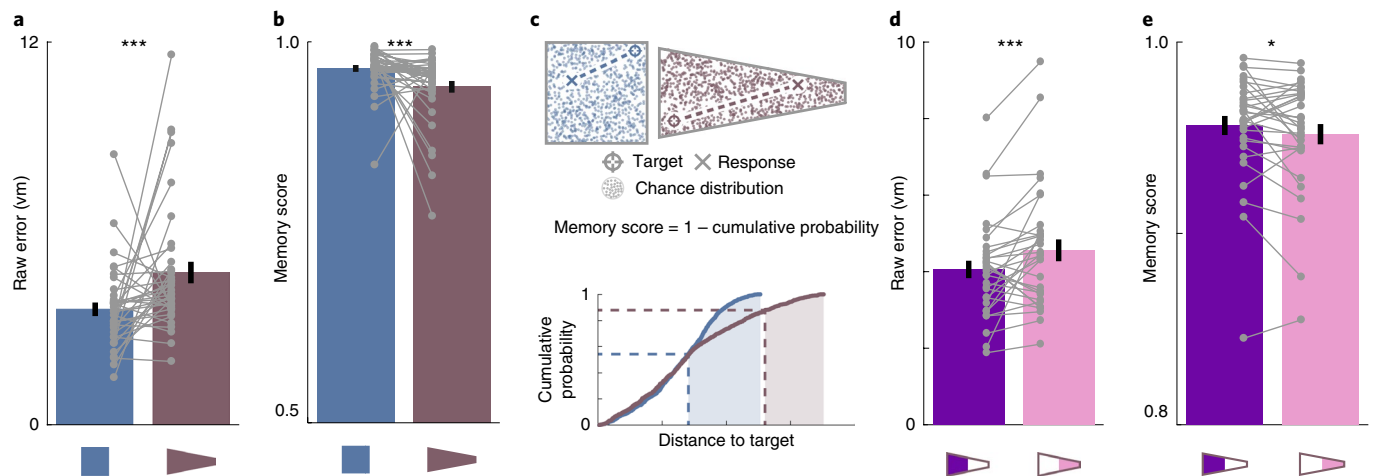 a
***
12
Raw error (vm)
0
b
***
1.0
Memory score
0.5
c
Target
Response
Chance distribution
Memory score = 1 – cumulative probability
1
Cumulative
probability
0
Distance to target
d
***
10
Raw error (vm)
0
e
*
1.0
Memory score
0.8